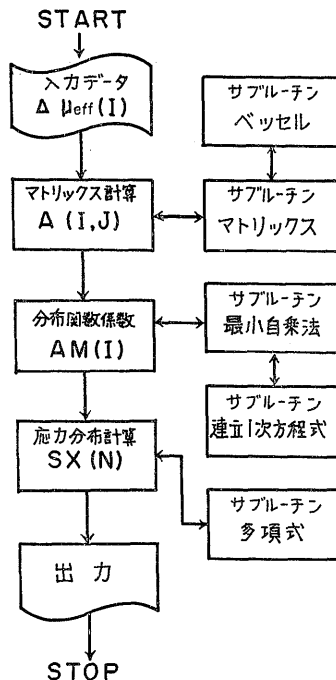 START
入力データ
Δ μeff(I)
サブルーチン
ベッセル
マトリックス計算
A (I,J)
サブルーチン
マトリックス
分布関数係数
AM(I)
サブルーチン
最小自乗法
サブルーチン
連立1次方程式
応力分布計算
SX(N)
サブルーチン
多項式
出力
STOP